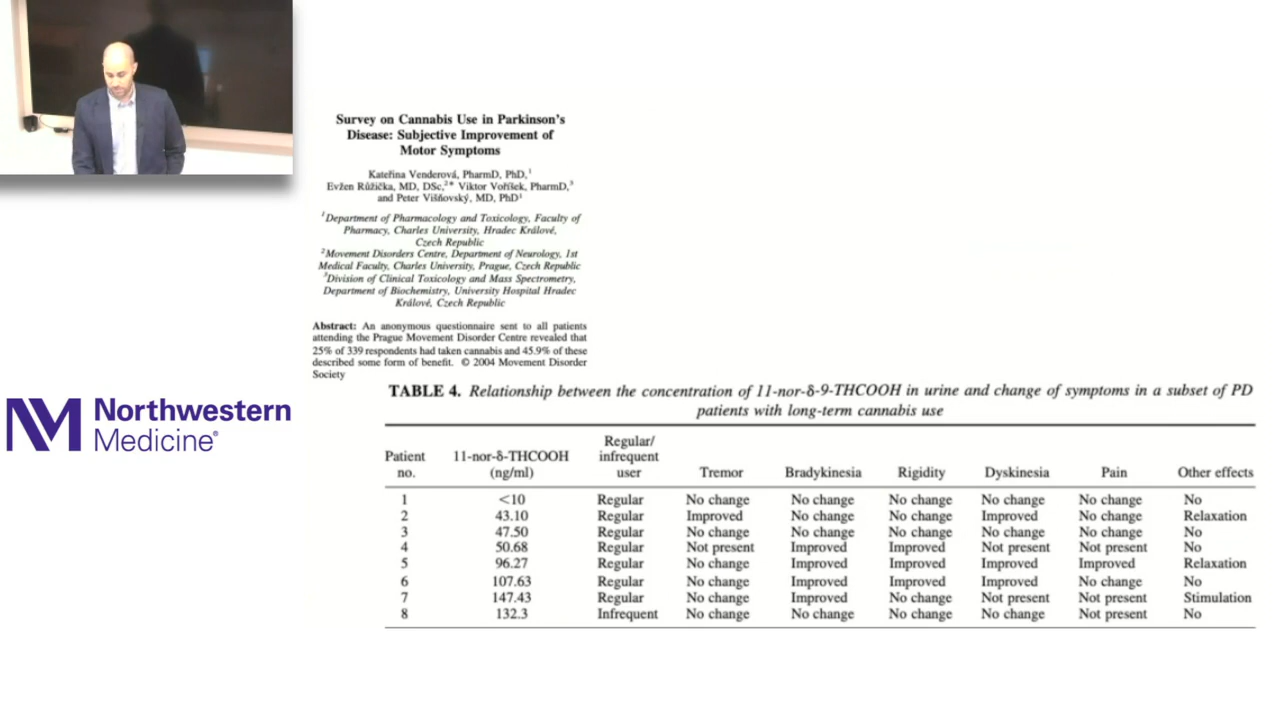 Survey on Cannabis Use in Parkinson's
Disease: Subjective Improvement of
Motor Symptoms
Kateřina Venderová, PharmD, PhD,¹
Evžen Růžička, MD, DSc,²* Viktor Voříšek, PharmD,³
and Peter Višňovský, MD, PhD¹
¹Department of Pharmacology and Toxicology, Faculty of
Pharmacy, Charles University, Hradec Králové,
Czech Republic
²Movement Disorders Centre, Department of Neurology, 1st
Medical Faculty, Charles University, Prague, Czech Republic
³Division of Clinical Toxicology and Mass Spectrometry,
Department of Biochemistry, University Hospital Hradec
Králové, Czech Republic
Abstract: An anonymous questionnaire sent to all patients
attending the Prague Movement Disorder Centre revealed that
25% of 339 respondents had taken cannabis and 45.9% of these
described some form of benefit. © 2004 Movement Disorder
Society
Northwestern
Medicine®
TABLE 4. Relationship between the concentration of 11-nor-δ-9-THCOOH in urine and change of symptoms in a subset of PD
patients with long-term cannabis use
Regular/
Patient 11-nor-δ-THCOOH infrequent
no. (ng/ml) user Tremor Bradykinesia Rigidity Dyskinesia Pain Other effects
1 <10 Regular No change No change No change No change No change No
2 43.10 Regular Improved No change No change Improved No change Relaxation
3 47.50 Regular No change No change No change No change No change No
4 50.68 Regular Not present Improved Improved Not present Not present No
5 96.27 Regular No change Improved Improved Improved Improved Relaxation
6 107.63 Regular No change Improved Improved Improved No change No
7 147.43 Regular No change Improved No change Not present Not present Stimulation
8 132.3 Infrequent No change No change No change No change Not present No